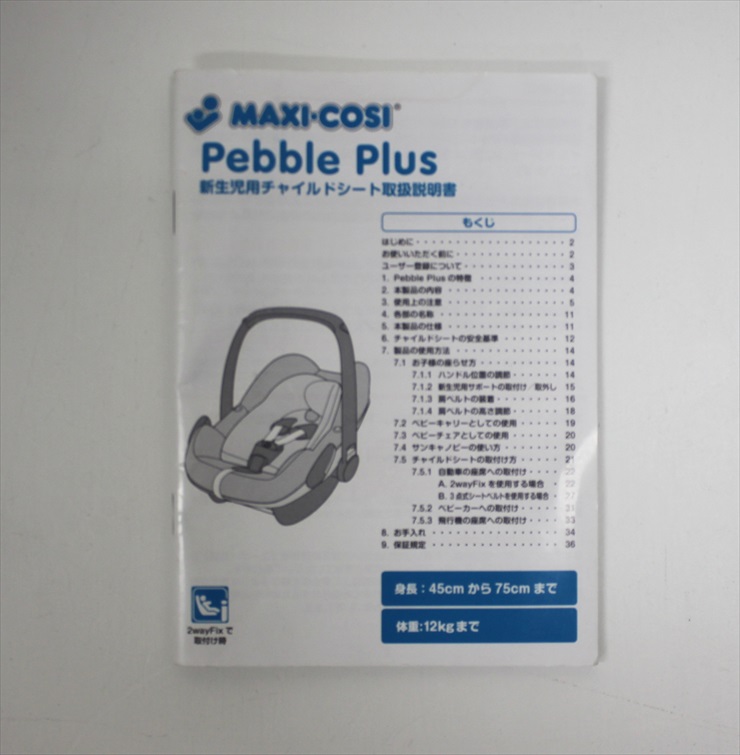 MAXI·COSI®
Pebble Plus
新生児用チャイルドシート取扱説明書
もくじ
はじめに・・・・・・・・・・・・・・・・・・・・ 2
お使いいただく前に・・・・・・・・・・・・・・・ 2
ユーザー登録について・・・・・・・・・・・・・・ 3
1. Pebble Plus の特徴・・・・・・・・・・・・・ 4
2. 本製品の内容・・・・・・・・・・・・・・・・ 4
3. 使用上の注意・・・・・・・・・・・・・・・・ 5
4. 各部の名称・・・・・・・・・・・・・・・・・ 11
5. 本製品の仕様・・・・・・・・・・・・・・・・ 11
6. チャイルドシートの安全基準・・・・・・・・・ 12
7. 製品の使用方法・・・・・・・・・・・・・・・ 14
7.1 お子様の座らせ方・・・・・・・・・・・・・ 14
7.1.1 ハンドル位置の調節・・・・・・・・・・ 14
7.1.2 新生児用サポートの取付け/取外し 15
7.1.3 肩ベルトの装着・・・・・・・・・・・・ 16
7.1.4 肩ベルトの高さ調節・・・・・・・・・・ 18
7.2 ベビーキャリーとしての使用・・・・・・・・ 19
7.3 ベビーチェアとしての使用・・・・・・・・・ 20
7.4 サンキャノピーの使い方・・・・・・・・・・ 20
7.5 チャイルドシートの取付け方・・・・・・・・ 21
7.5.1 自動車の座席への取付け・・・・・ 22
A. 2wayFix を使用する場合・・・・ 22
B. 3点式シートベルトを使用する場合・・ 27
7.5.2 ベビーカーへの取付け・・・・・・・ 31
7.5.3 飛行機の座席への取付け・・・・・・ 33
8. お手入れ・・・・・・・・・・・・・・・・・・ 34
9. 保証規定・・・・・・・・・・・・・・・・・・ 36
身長:45cm から 75cm まで
体重:12kgまで
2wayFix で
取付け時